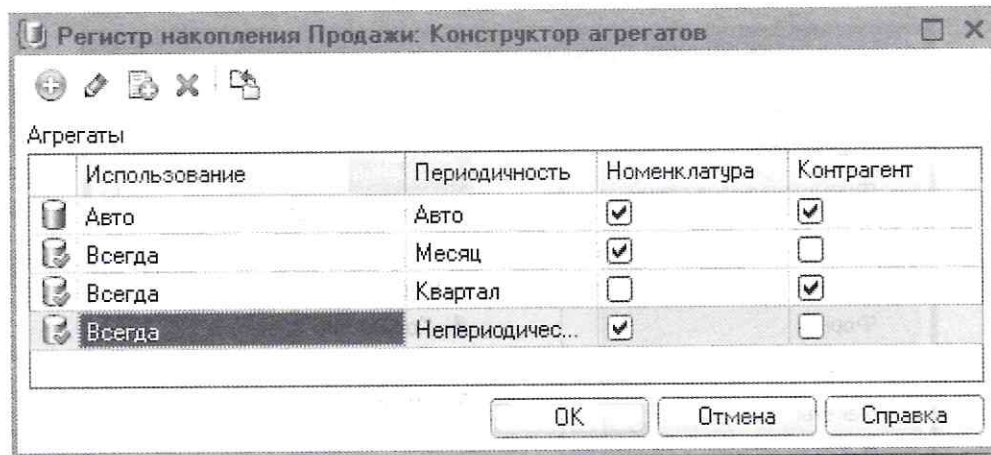 Регистр накопления Продажи: Конструктор агрегатов
Агрегаты
Использование Периодичность Номенклатура Контрагент
Авто Авто
Всегда Месяц
Всегда Квартал
Всегда Непериодичес...
ОК Отмена Справка